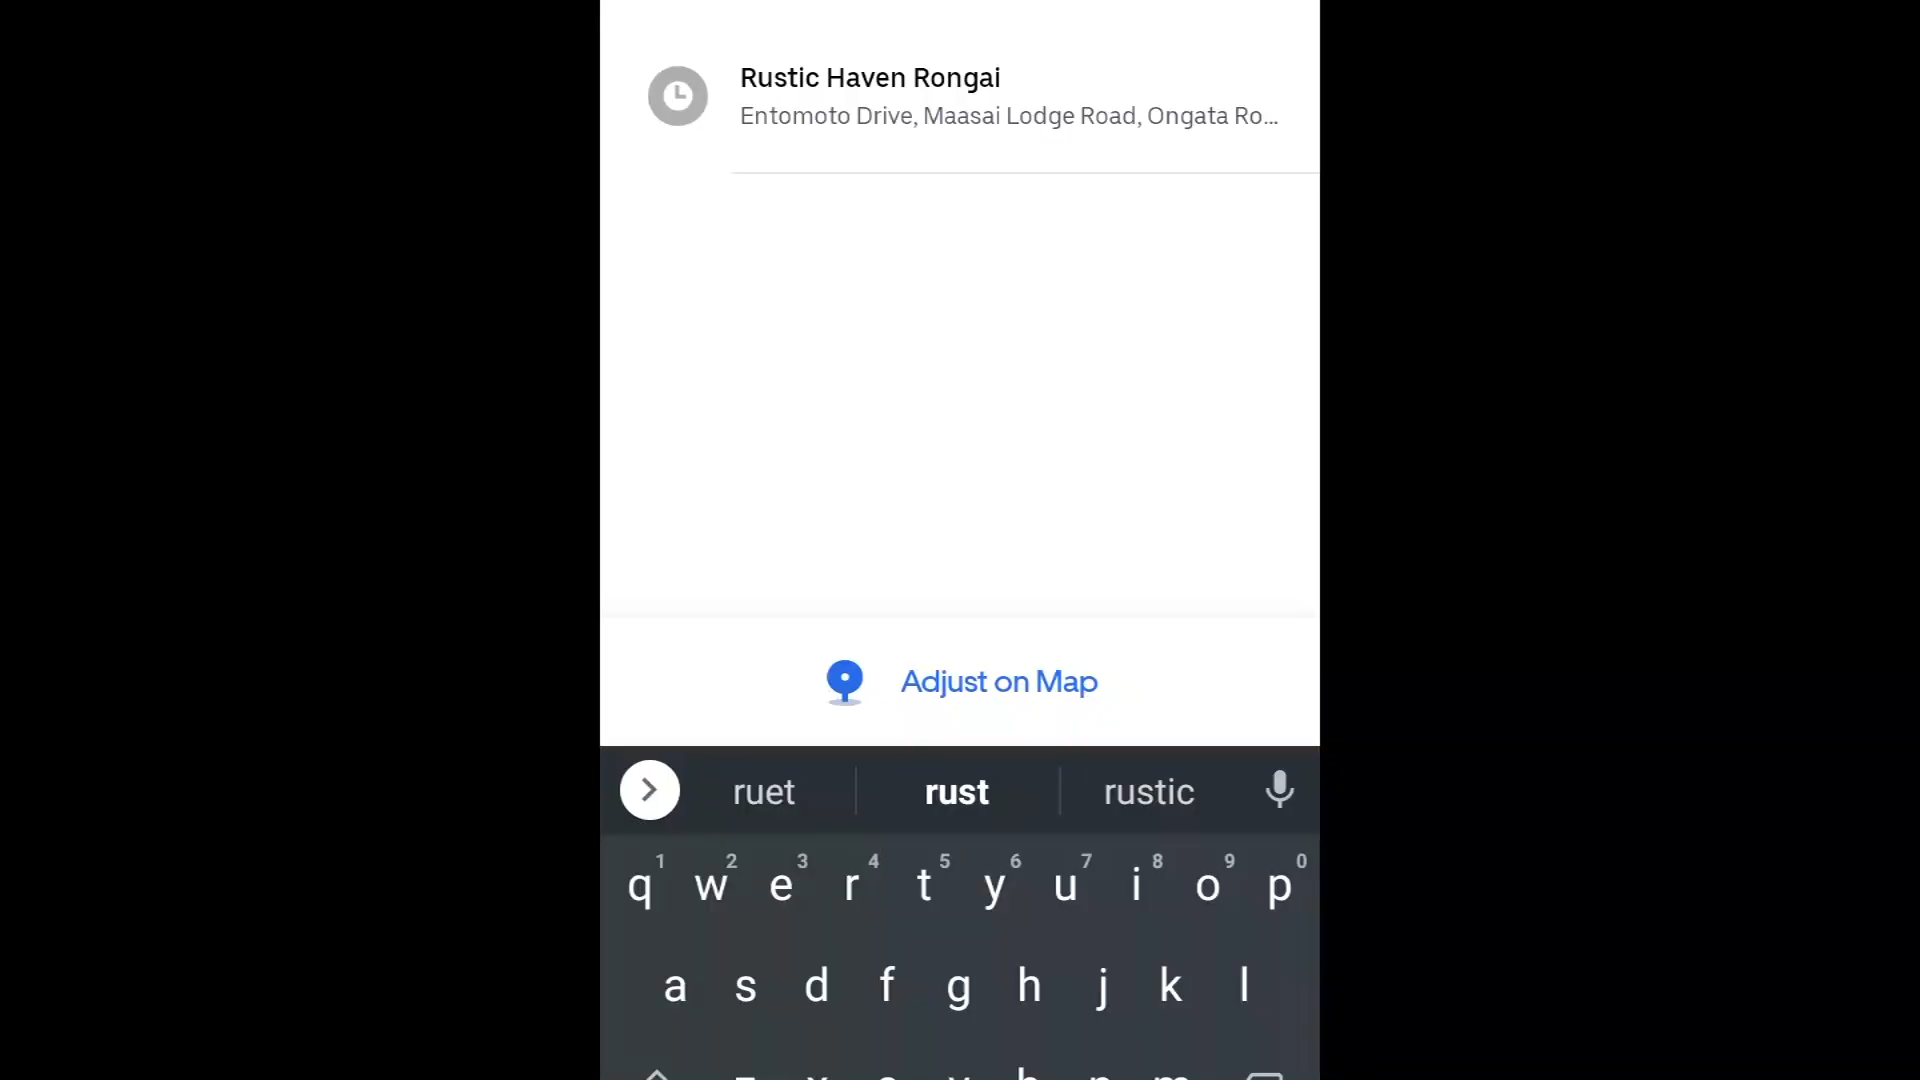 Rustic Haven Rongai
Entomoto Drive, Maasai Lodge Road, Ongata Ro...
Adjust on Map
ruet rust rustic
1 2 3 4 5 6 7 8 9 0
q w e r t y u i o p
a s d f g h j k l